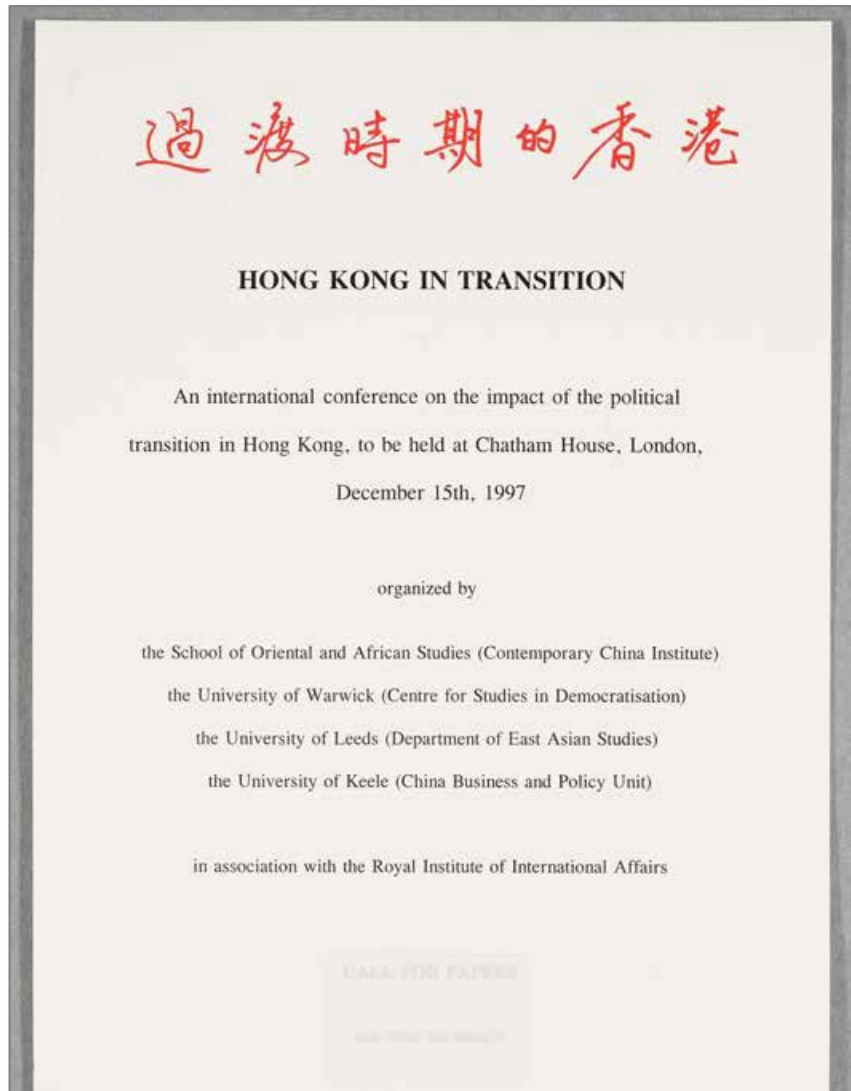 過渡時期的香港
HONG KONG IN TRANSITION
An international conference on the impact of the political
transition in Hong Kong, to be held at Chatham House, London,
December 15th, 1997
organized by
the School of Oriental and African Studies (Contemporary China Institute)
the University of Warwick (Centre for Studies in Democratisation)
the University of Leeds (Department of East Asian Studies)
the University of Keele (China Business and Policy Unit)
in association with the Royal Institute of International Affairs
CALL FOR PAPERS